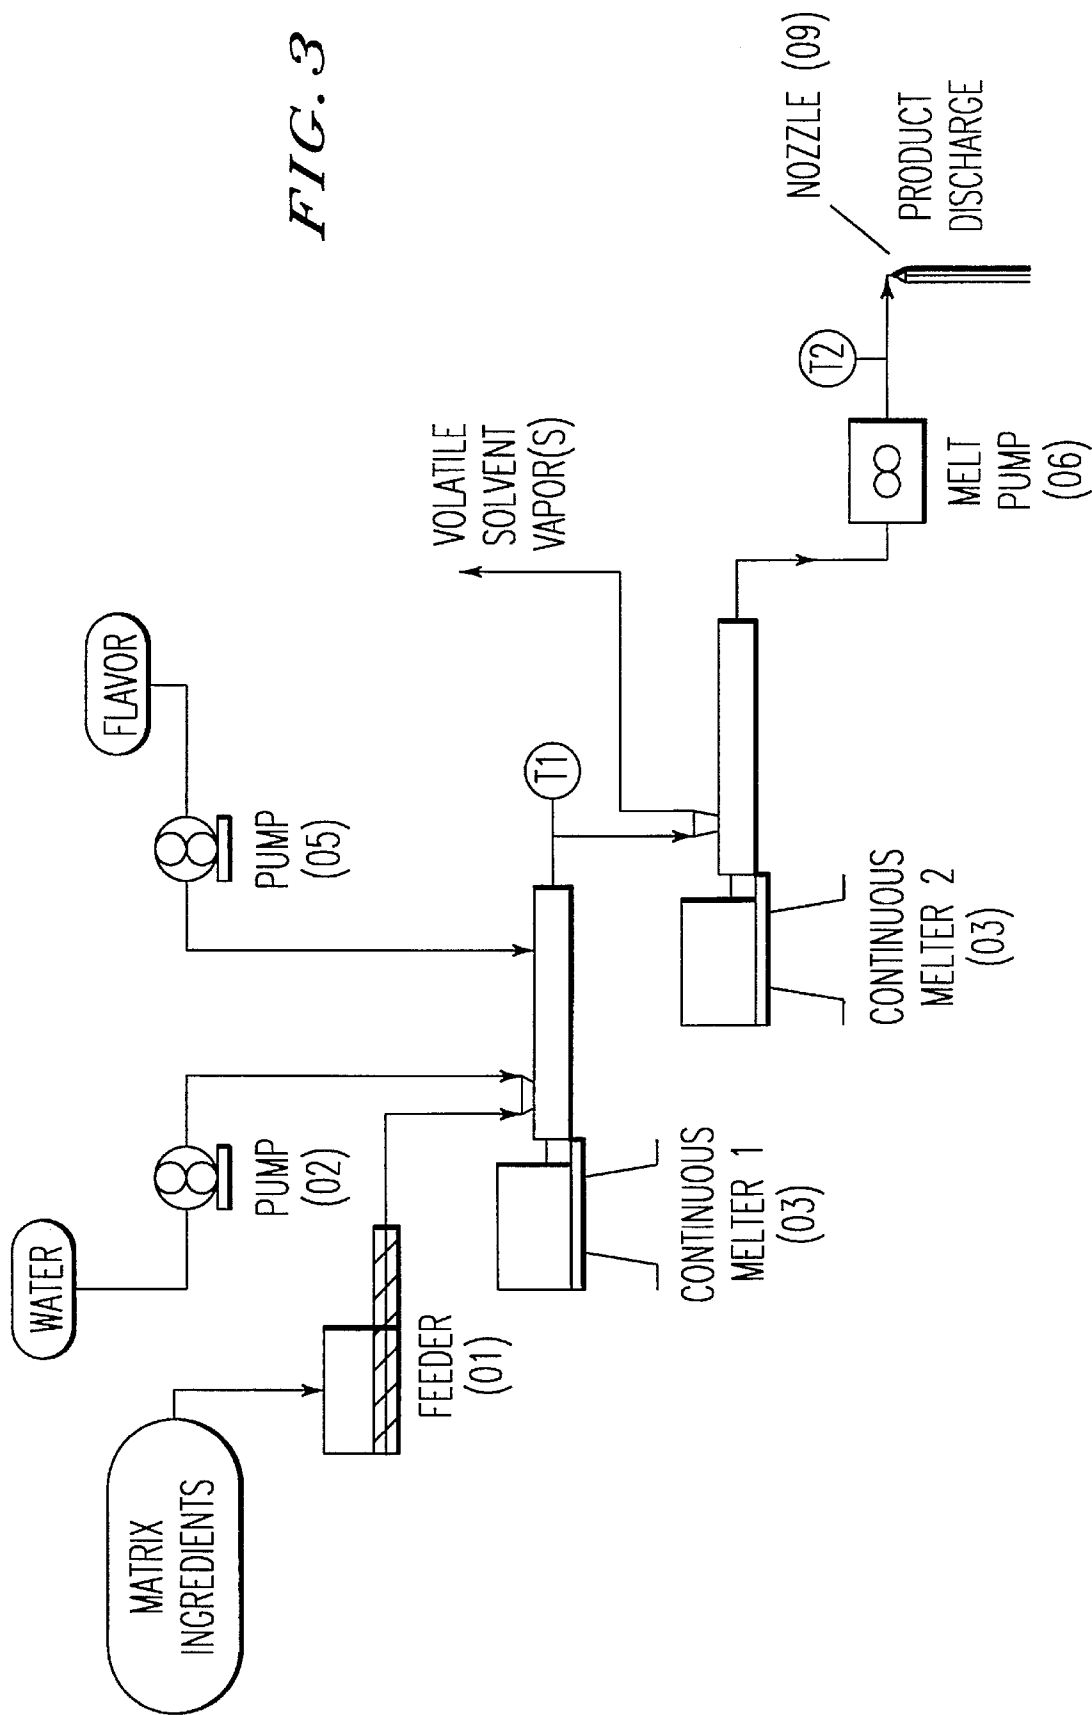 FIG. 3
WATER
FLAVOR
MATRIX
INGREDIENTS
PUMP
(02)
PUMP
(05)
FEEDER
(01)
VOLATILE
SOLVENT
VAPOR(S)
T1
CONTINUOUS
MELTER 1
(03)
T2
NOZZLE (09)
CONTINUOUS
MELTER 2
(03)
MELT
PUMP
(06)
PRODUCT
DISCHARGE